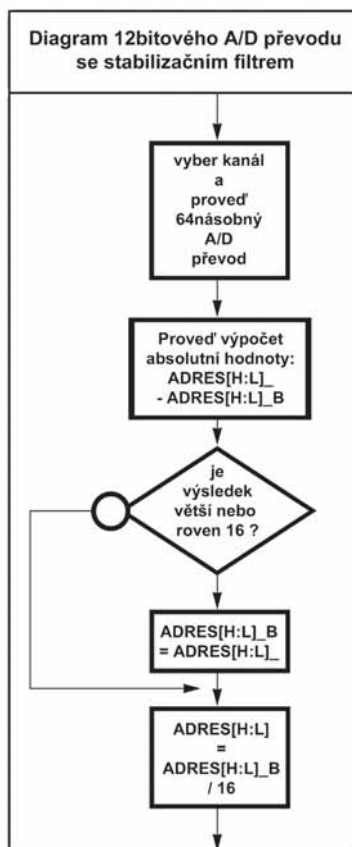 Diagram 12bitového A/D převodu
se stabilizačním filtrem
vyber kanál
a
proveď
64násobný
A/D
převod
Proveď výpočet
absolutní hodnoty:
ADRES[H:L]_
- ADRES[H:L]_B
je
výsledek
větší nebo
roven 16 ?
ADRES[H:L]_B
= ADRES[H:L]_
ADRES[H:L]
=
ADRES[H:L]_B
/ 16